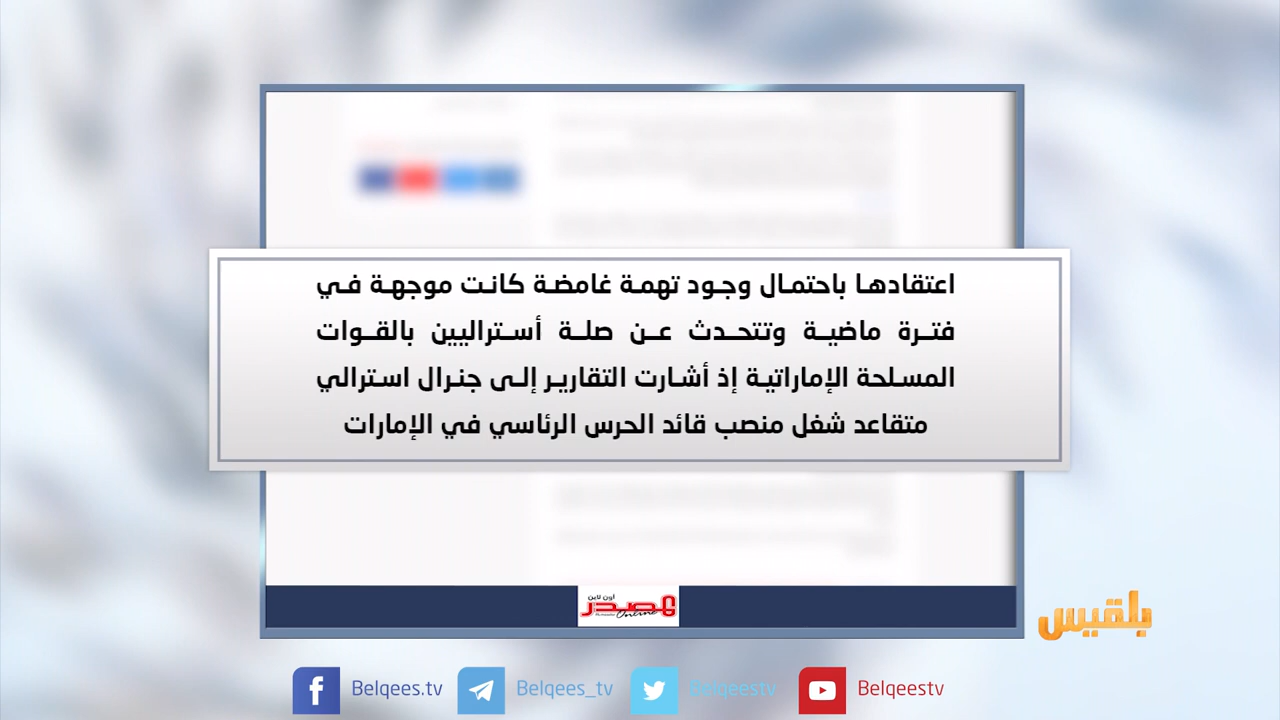 اعتقادها باحتمال وجود تهمة غامضة كانت موجهة في
فترة ماضية وتتحدث عن صلة أستراليين بالقوات
المسلحة الإماراتية إذ أشارت التقارير إلى جنرال استرالي
متقاعد شغل منصب قائد الحرس الرئاسي في الإمارات
اون لاين
المصدر
Online
بلقيس
Belqees.tv
Belqees_tv
Belqeestv
Belqeestv